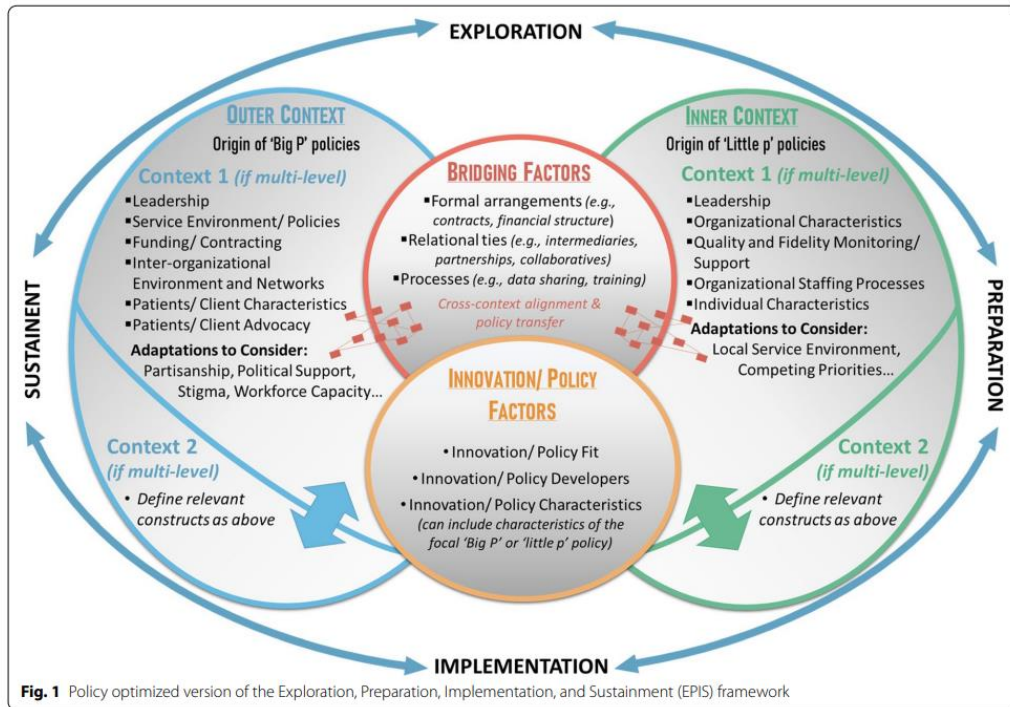 EXPLORATION
OUTER CONTEXT
Origin of 'Big P' policies
Context 1 (if multi-level)
▪Leadership
▪Service Environment/ Policies
▪Funding/ Contracting
▪Inter-organizational
Environment and Networks
▪Patients/ Client Characteristics
▪Patients/ Client Advocacy
Adaptations to Consider:
Partisanship, Political Support,
Stigma, Workforce Capacity...
Context 2
(if multi-level)
• Define relevant
constructs as above
BRIDGING FACTORS
▪Formal arrangements (e.g.,
contracts, financial structure)
▪Relational ties (e.g., intermediaries,
partnerships, collaboratives)
▪Processes (e.g., data sharing, training)
Cross-context alignment &
policy transfer
INNOVATION/ POLICY
FACTORS
• Innovation/ Policy Fit
• Innovation/ Policy Developers
• Innovation/ Policy Characteristics
(can include characteristics of the
focal 'Big P' or 'little p' policy)
INNER CONTEXT
Origin of 'Little p' policies
Context 1 (if multi-level)
▪Leadership
▪Organizational Characteristics
▪Quality and Fidelity Monitoring/
Support
▪Organizational Staffing Processes
▪Individual Characteristics
Adaptations to Consider:
Local Service Environment,
Competing Priorities...
Context 2
(if multi-level)
• Define relevant
constructs as above
PREPARATION
IMPLEMENTATION
SUSTAINENT
Fig. 1 Policy optimized version of the Exploration, Preparation, Implementation, and Sustainment (EPIS) framework